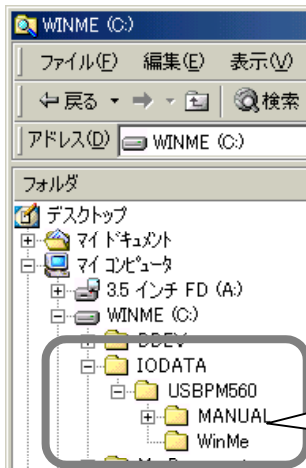 WINME (C:)
ファイル(F) 編集(E) 表示(V)
戻る 検索
アドレス(D) WINME (C:)
フォルダ
デスクトップ
マイ ドキュメント
マイ コンピュータ
3.5 インチ FD (A:)
WINME (C:)
DDEV
IODATA
USBPM560
MANUAL
WinMe